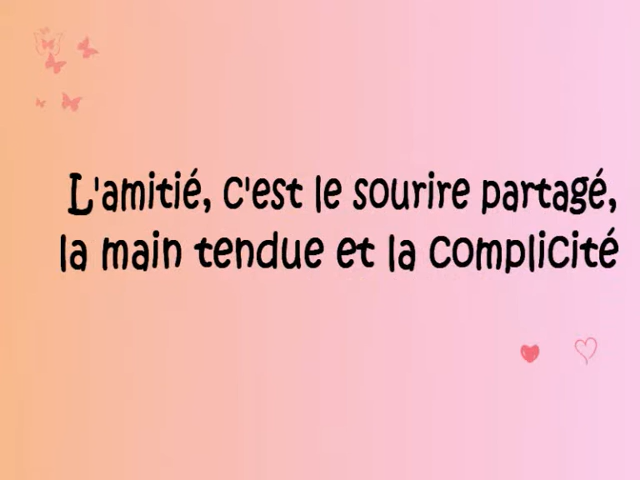 L'amitié, c'est le sourire partagé,
la main tendue et la complicité